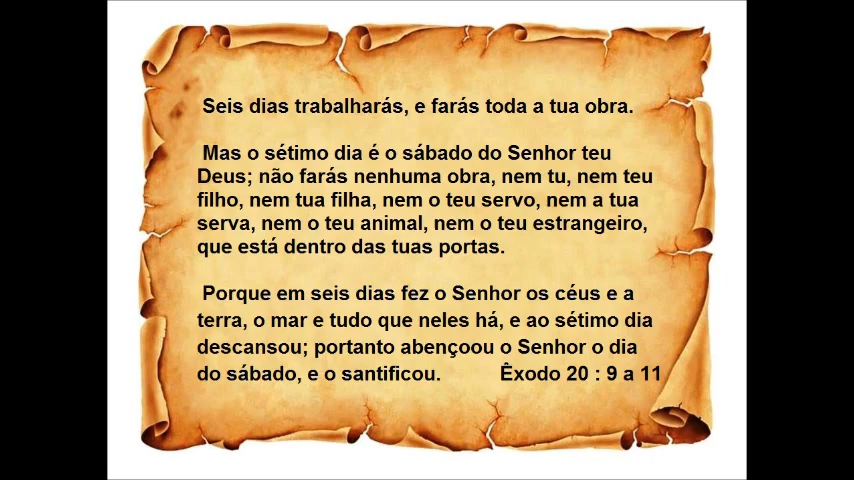 Seis dias trabalharás, e farás toda a tua obra.
Mas o sétimo dia é o sábado do Senhor teu
Deus; não farás nenhuma obra, nem tu, nem teu
filho, nem tua filha, nem o teu servo, nem a tua
serva, nem o teu animal, nem o teu estrangeiro,
que está dentro das tuas portas.
Porque em seis dias fez o Senhor os céus e a
terra, o mar e tudo que neles há, e ao sétimo dia
descansou; portanto abençoou o Senhor o dia
do sábado, e o santificou. Êxodo 20 : 9 a 11